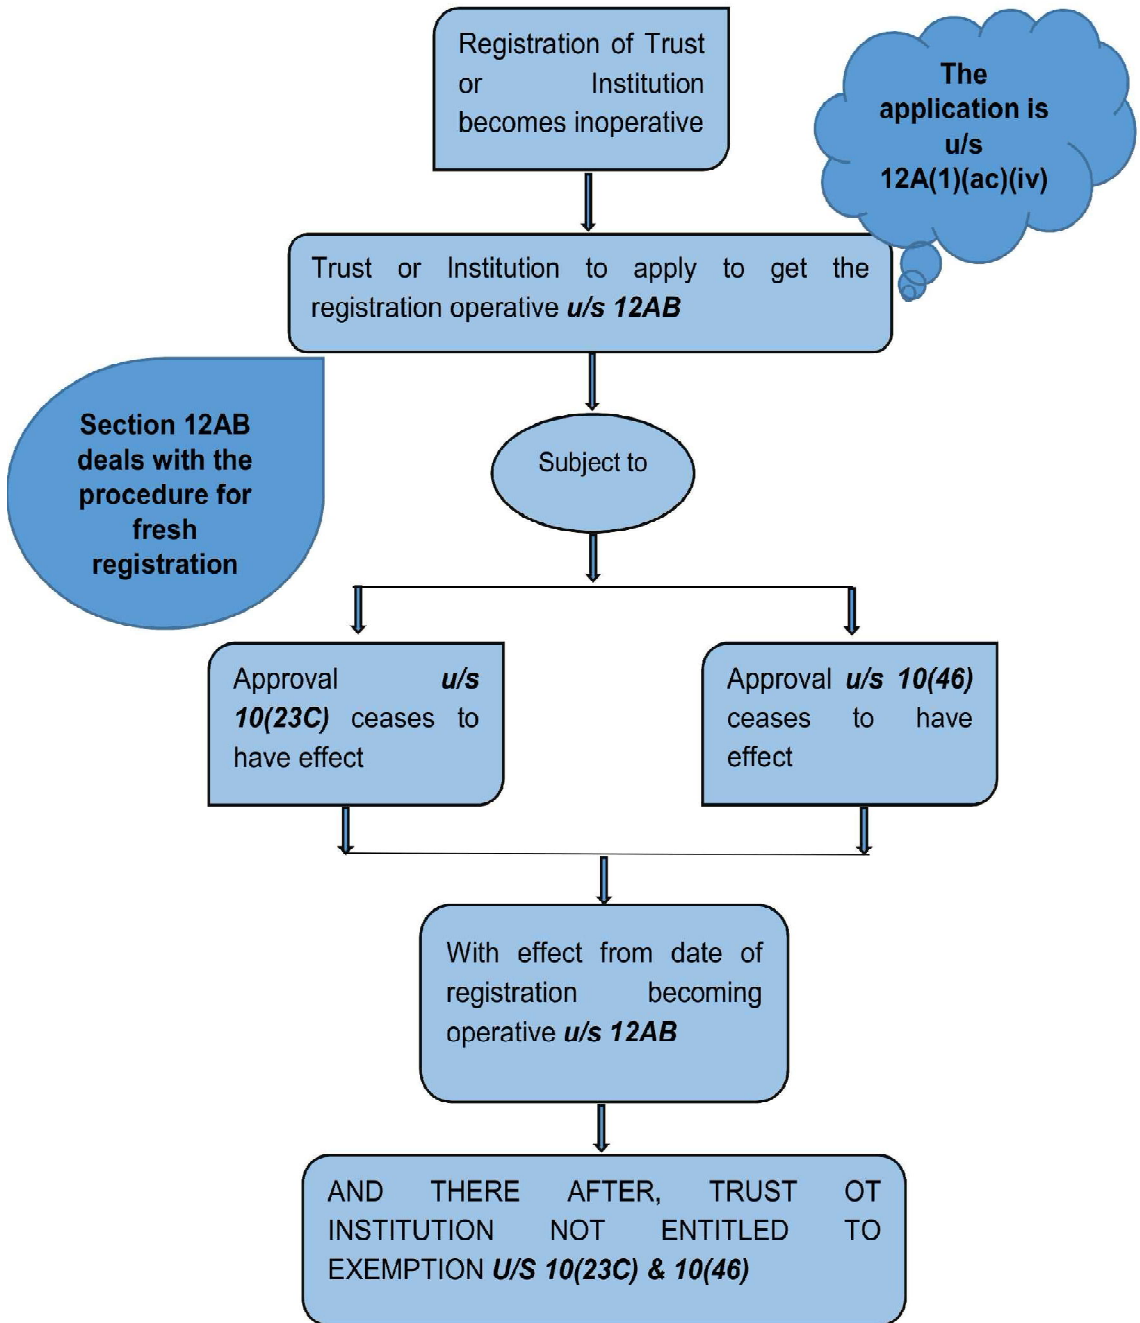 Registration of Trust
or Institution
becomes inoperative
The
application is
u/s
12A(1)(ac)(iv)
Trust or Institution to apply to get the
registration operative u/s 12AB
Section 12AB
deals with the
procedure for
fresh
registration
Subject to
Approval u/s
10(23C) ceases to
have effect
Approval u/s 10(46)
ceases to have
effect
With effect from date of
registration becoming
operative u/s 12AB
AND THERE AFTER, TRUST OT
INSTITUTION NOT ENTITLED TO
EXEMPTION U/S 10(23C) & 10(46)